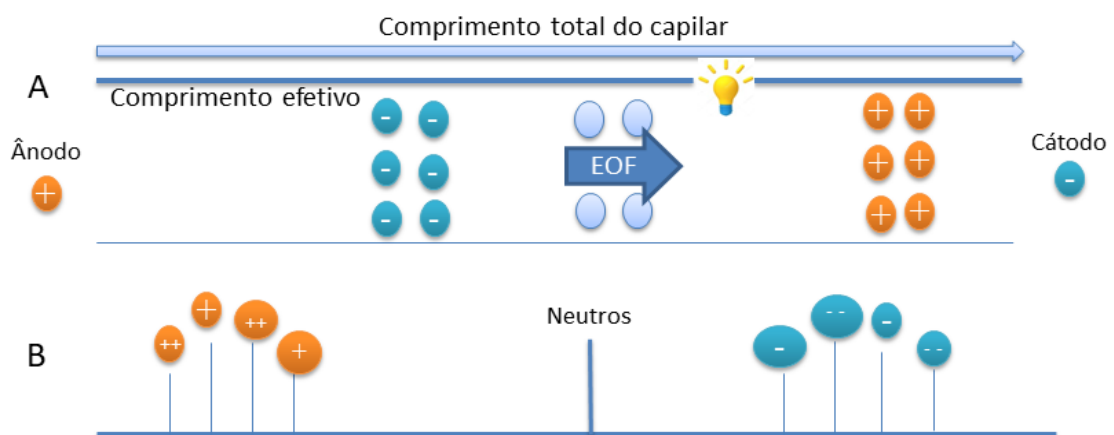 Comprimento total do capilar
A
Comprimento efetivo
- -
+ +
Ânodo
Cátodo
- -
EOF
+ +
+
-
- -
+ +
Neutros
B
++
+
++
+
-
- -
-
- -